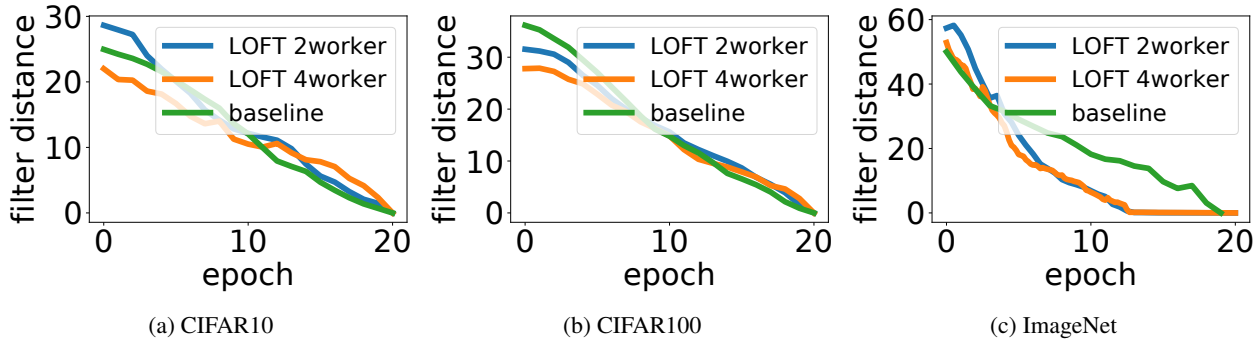 30
20
10
0
filter distance
LOFT 2worker
LOFT 4worker
baseline
0 10 20
epoch
(a) CIFAR10
30
20
10
0
filter distance
LOFT 2worker
LOFT 4worker
baseline
0 10 20
epoch
(b) CIFAR100
60
40
20
0
filter distance
LOFT 2worker
LOFT 4worker
baseline
0 10 20
epoch
(c) ImageNet